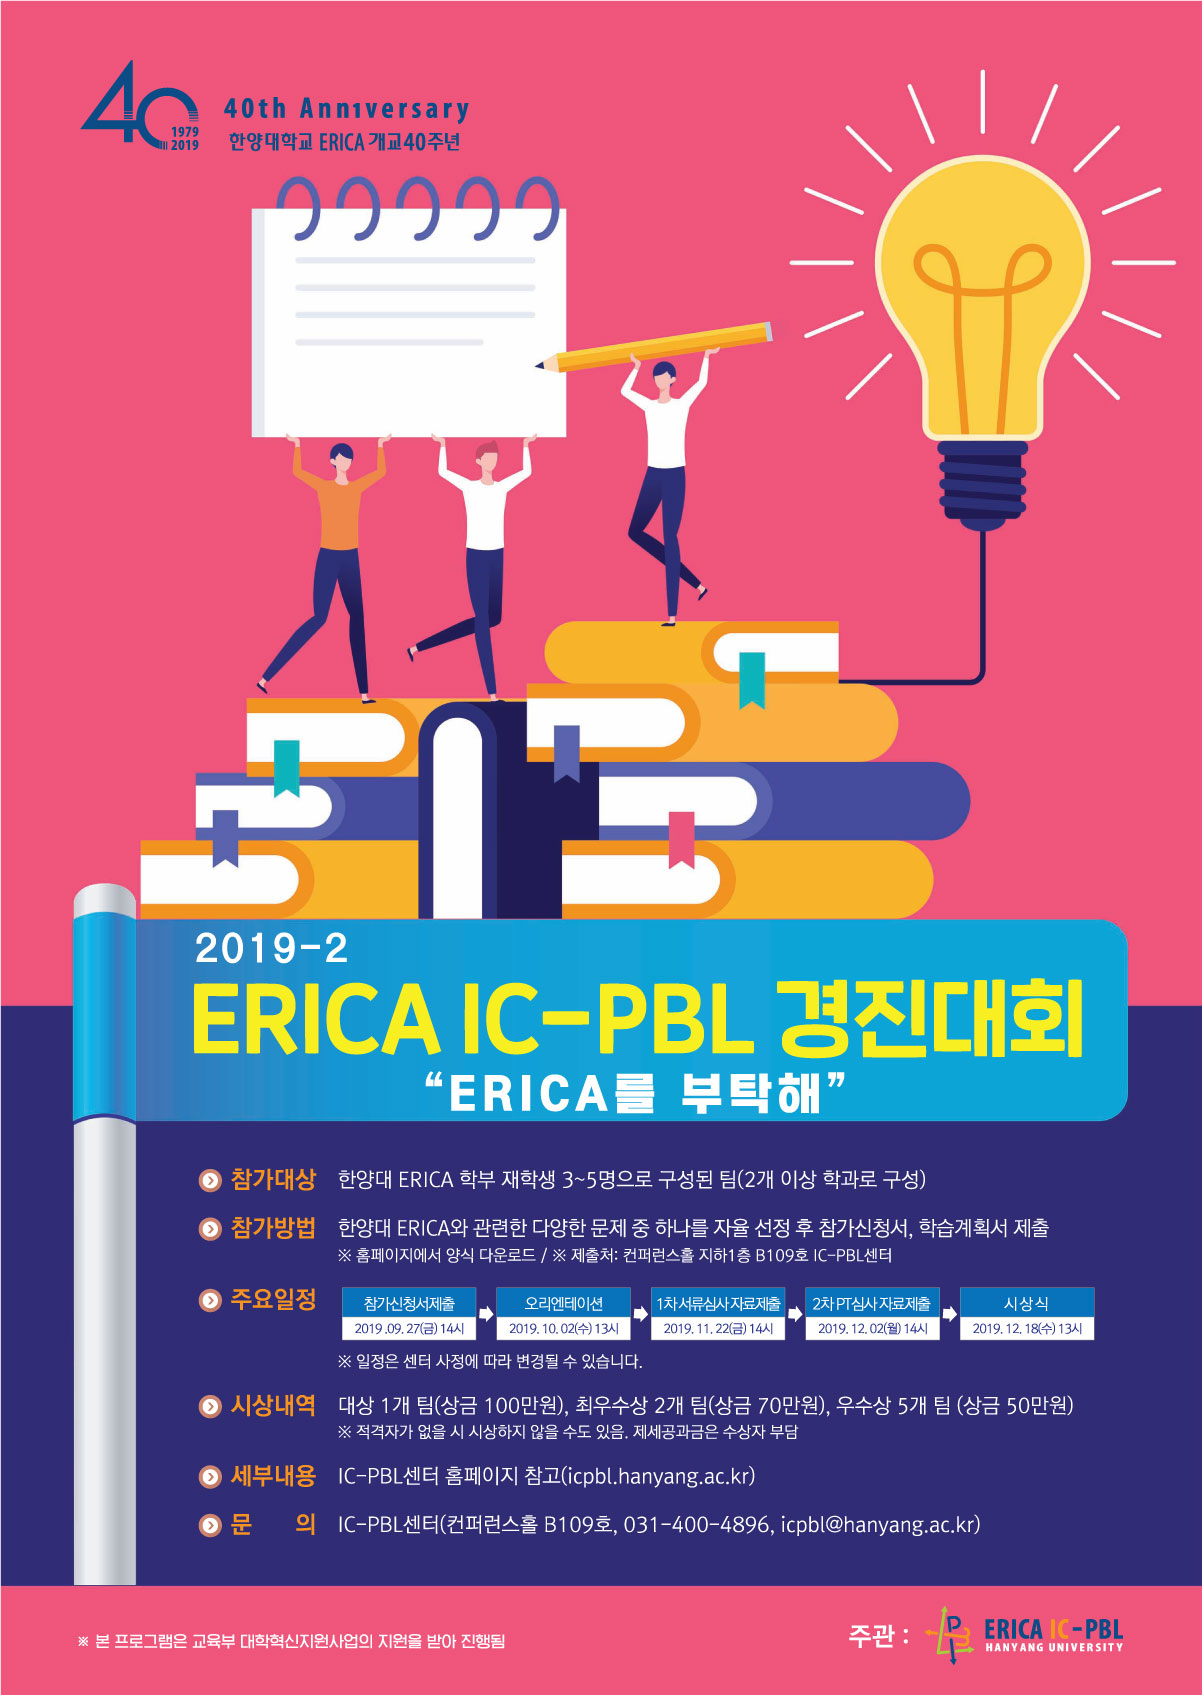 40
1979
2019
40th Ann1versary
한양대학교 ERICA 개교40주년
2019-2
ERICA IC-PBL 경진대회
“ERICA를 부탁해”
참가대상 한양대 ERICA 학부 재학생 3~5명으로 구성된 팀(2개 이상 학과로 구성)
참가방법 한양대 ERICA와 관련한 다양한 문제 중 하나를 자율 선정 후 참가신청서, 학습계획서 제출
※ 홈페이지에서 양식 다운로드 / ※ 제출처: 컨퍼런스홀 지하1층 B109호 IC-PBL센터
주요일정
참가신청서제출 오리엔테이션 1차 서류심사 자료제출 2차 PT심사 자료제출 시 상 식
2019 .09. 27(금) 14시 2019. 10. 02(수) 13시 2019. 11. 22(금) 14시 2019. 12. 02(월) 14시 2019. 12. 18(수) 13시
※ 일정은 센터 사정에 따라 변경될 수 있습니다.
시상내역 대상 1개 팀(상금 100만원), 최우수상 2개 팀(상금 70만원), 우수상 5개 팀 (상금 50만원)
※ 적격자가 없을 시 시상하지 않을 수도 있음. 제세공과금은 수상자 부담
세부내용 IC-PBL센터 홈페이지 참고(icpbl.hanyang.ac.kr)
문 의 IC-PBL센터(컨퍼런스홀 B109호, 031-400-4896, icpbl@hanyang.ac.kr)
※ 본 프로그램은 교육부 대학혁신지원사업의 지원을 받아 진행됨
주관 : ERICA IC-PBL
HANYANG UNIVERSITY